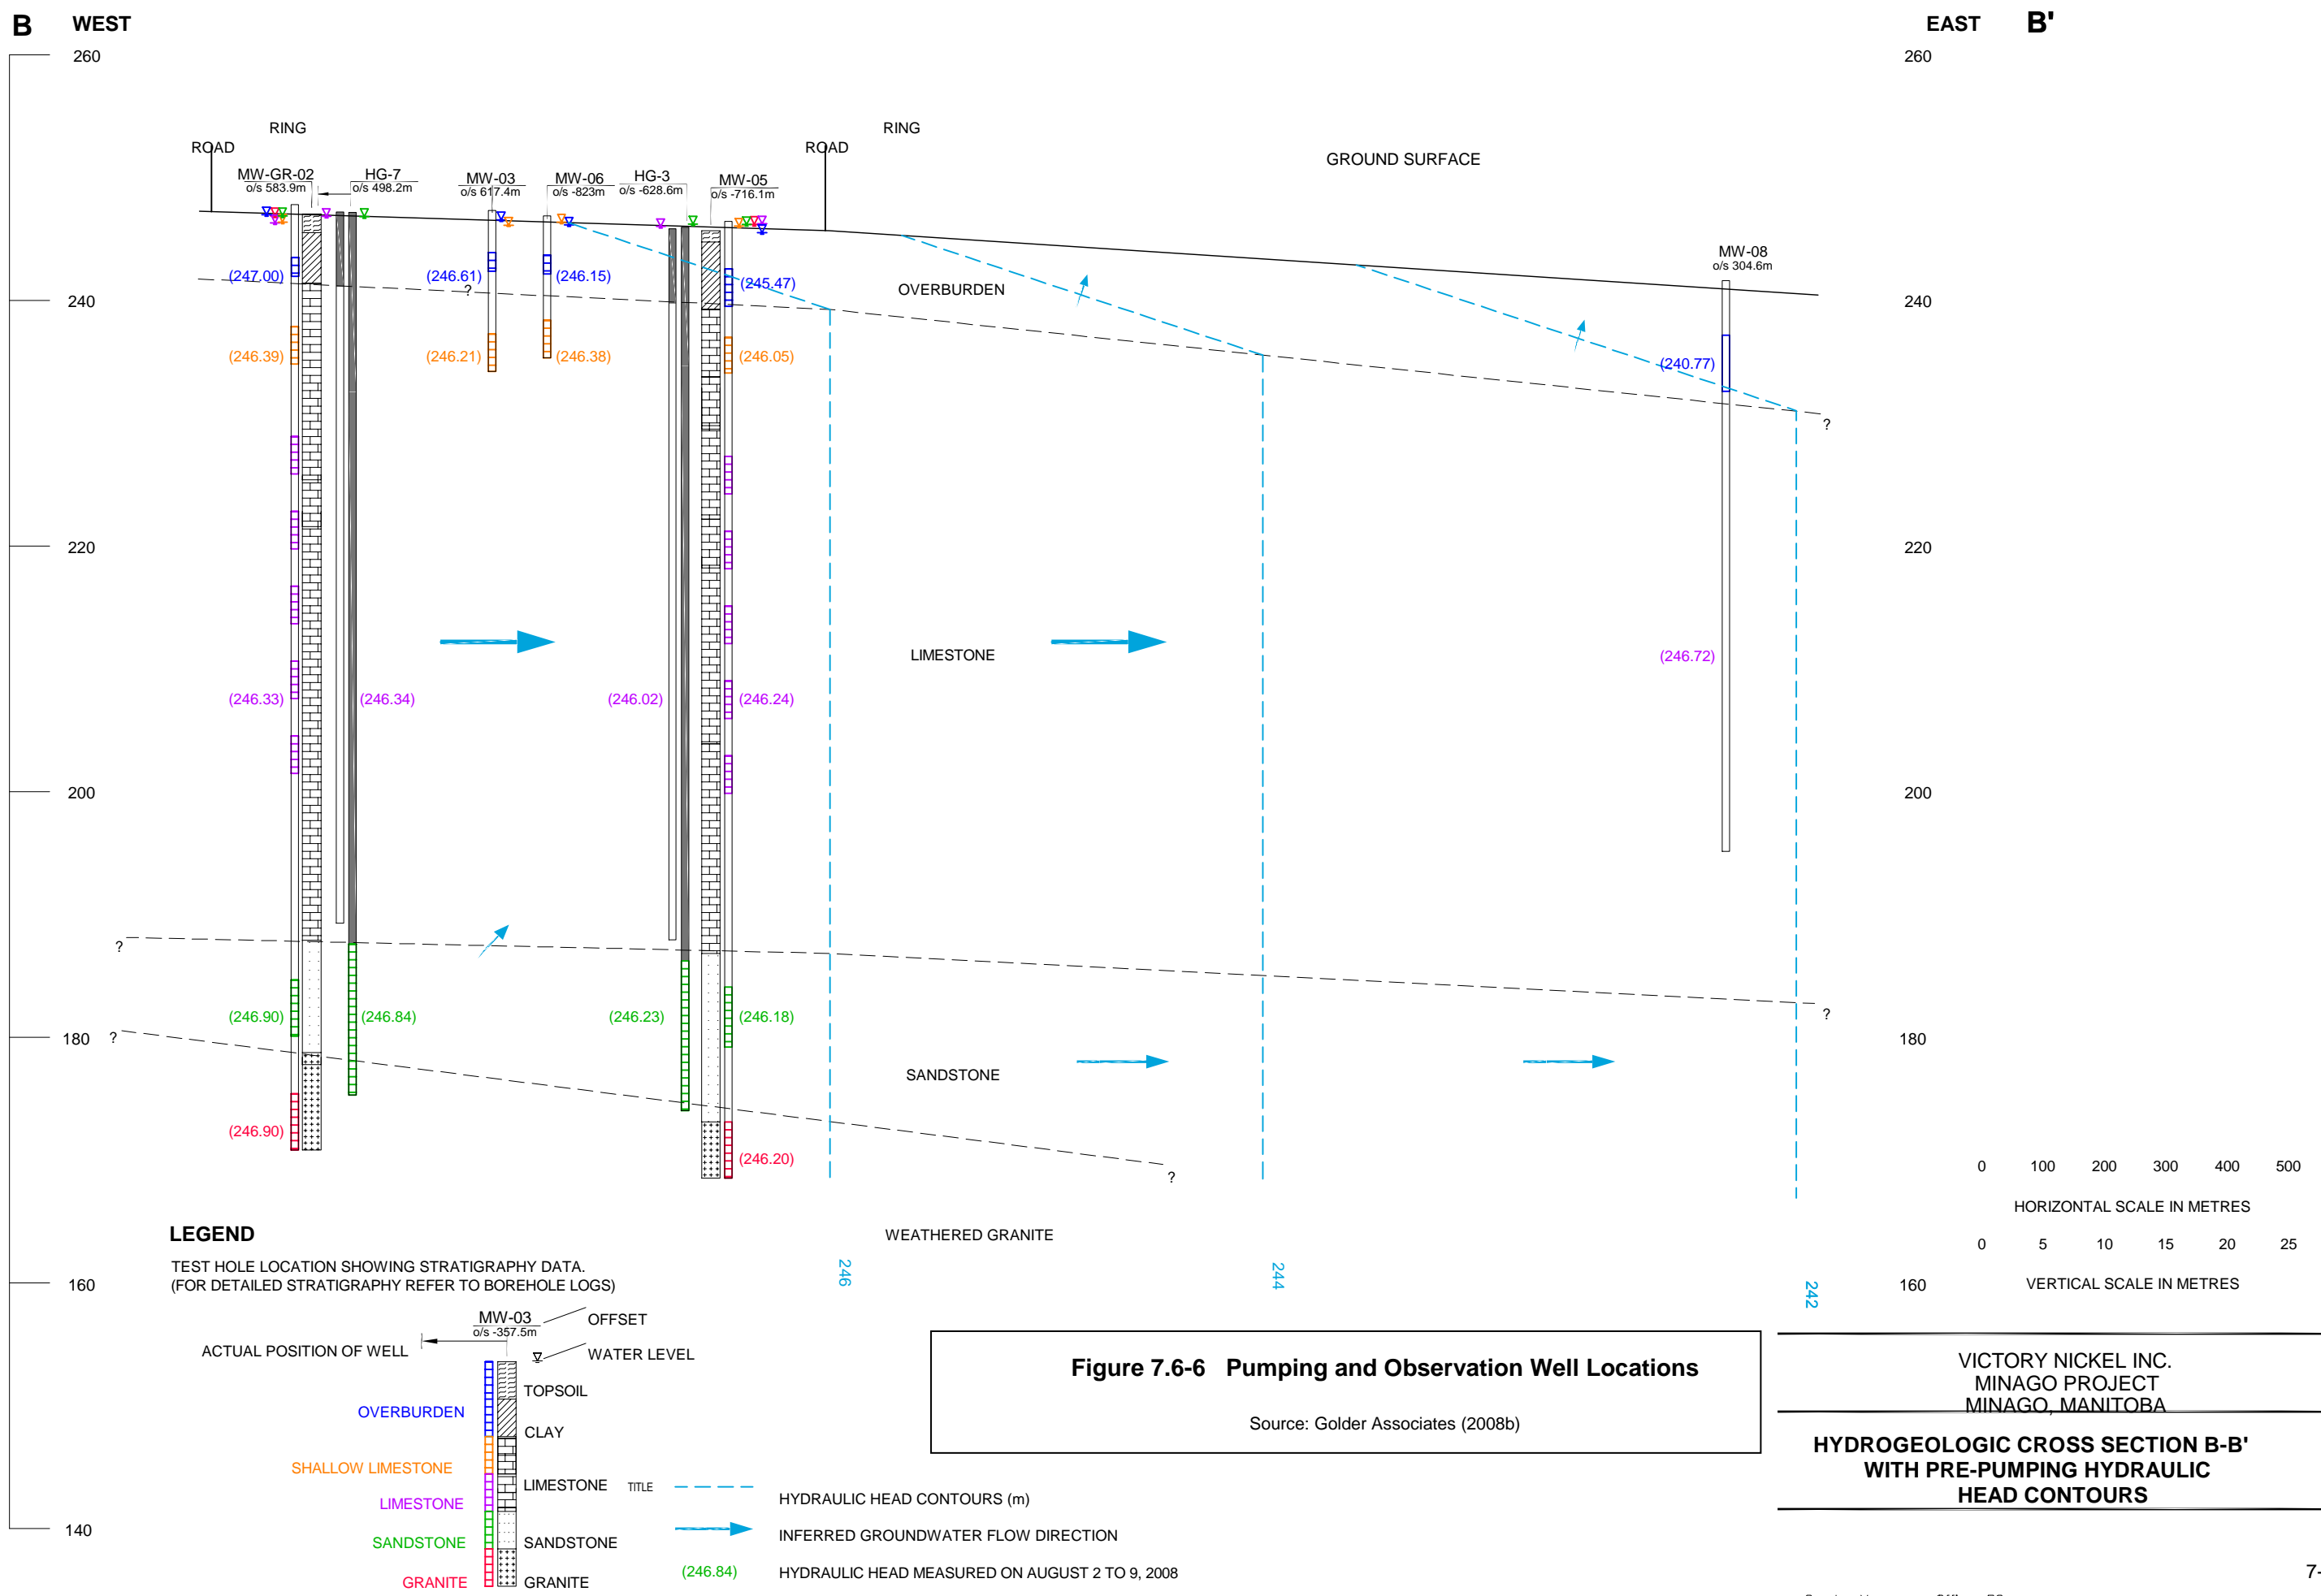 B WEST EAST B'
260 260
RING RING
ROAD ROAD
GROUND SURFACE
MW-GR-02 HG-7 MW-03 MW-06 HG-3 MW-05
o/s 583.9m o/s 498.2m o/s 617.4m o/s -823m o/s -628.6m o/s -716.1m
MW-08
o/s 304.6m
(247.00) (246.61) (246.15) (245.47)
? OVERBURDEN
240 240
(246.39) (246.21) (246.38) (246.05) (240.77)
?
220 220
LIMESTONE (246.72)
(246.33) (246.34) (246.02) (246.24)
200 200
? ?
(246.90) (246.84) (246.23) (246.18)
180 ? 180
SANDSTONE
(246.90) (246.20)
?
0 100 200 300 400 500
HORIZONTAL SCALE IN METRES
0 5 10 15 20 25
VERTICAL SCALE IN METRES
WEATHERED GRANITE
246 244 242
160 160
LEGEND
TEST HOLE LOCATION SHOWING STRATIGRAPHY DATA.
(FOR DETAILED STRATIGRAPHY REFER TO BOREHOLE LOGS)
MW-03
o/s -357.5m
OFFSET
ACTUAL POSITION OF WELL
WATER LEVEL
TOPSOIL
OVERBURDEN
CLAY
SHALLOW LIMESTONE
LIMESTONE
LIMESTONE
SANDSTONE
SANDSTONE
GRANITE
GRANITE
140
TITLE
HYDRAULIC HEAD CONTOURS (m)
INFERRED GROUNDWATER FLOW DIRECTION
(246.84) HYDRAULIC HEAD MEASURED ON AUGUST 2 TO 9, 2008
Figure 7.6-6 Pumping and Observation Well Locations
Source: Golder Associates (2008b)
VICTORY NICKEL INC.
MINAGO PROJECT
MINAGO, MANITOBA
HYDROGEOLOGIC CROSS SECTION B-B'
WITH PRE-PUMPING HYDRAULIC
HEAD CONTOURS
7-